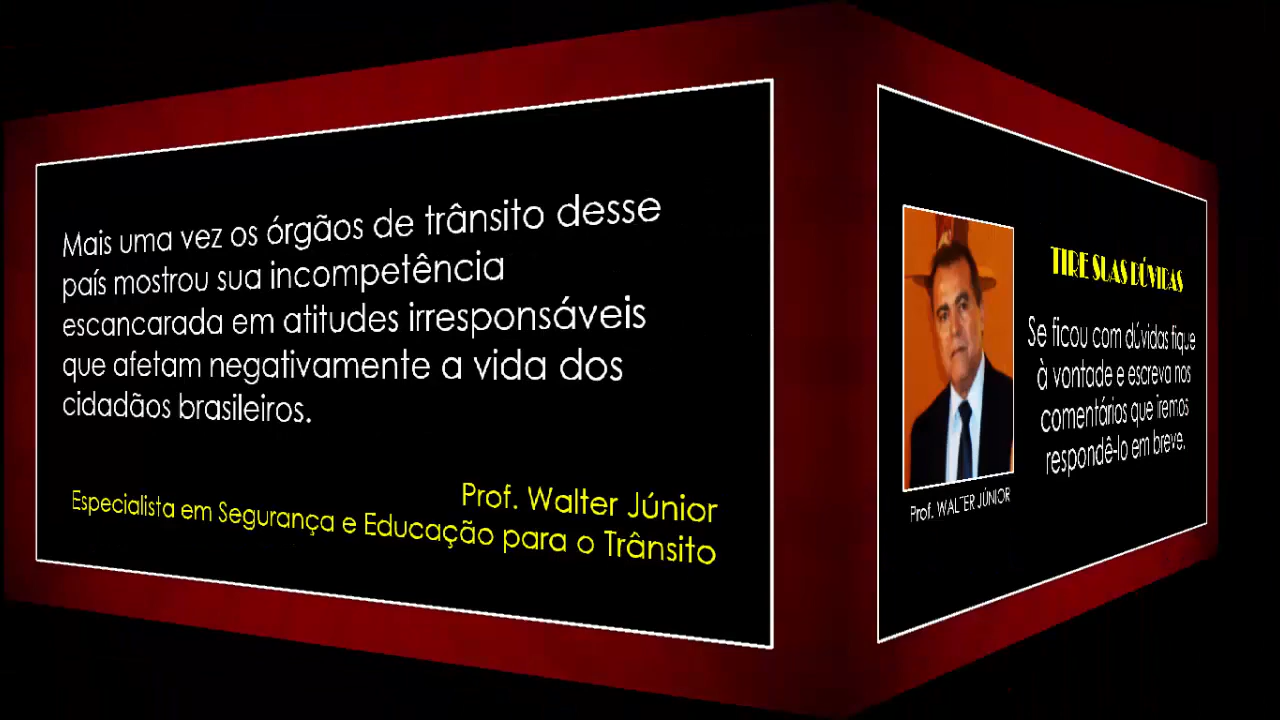 Mais uma vez os órgãos de trânsito desse
país mostrou sua incompetência
escancarada em atitudes irresponsáveis
que afetam negativamente a vida dos
cidadãos brasileiros.
Prof. Walter Júnior
Especialista em Segurança e Educação para o Trânsito
TIRE SUAS DÚVIDAS
Se ficou com dúvidas fique
à vontade e escreva nos
comentários que iremos
respondê-lo em breve.
Prof. WALTER JÚNIOR